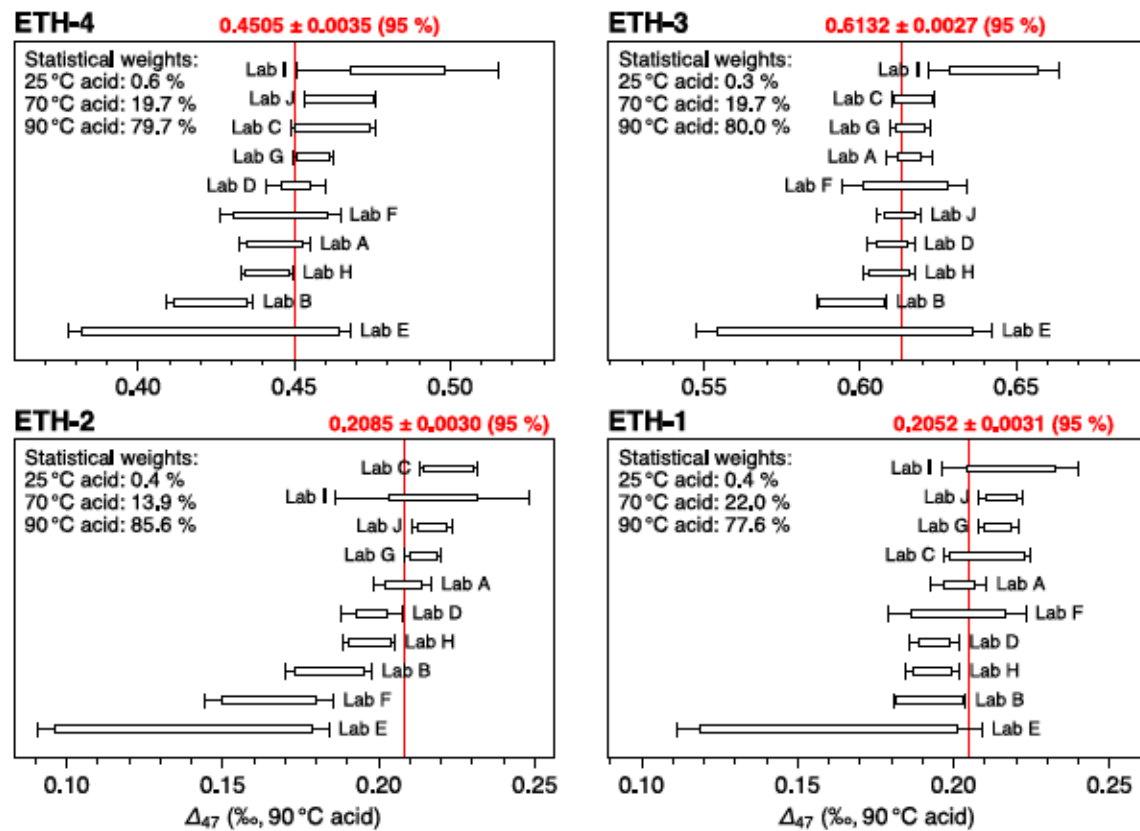 ETH-4
0.4505 ± 0.0035 (95 %)
Statistical weights:
25 °C acid: 0.6 %
70 °C acid: 19.7 %
90 °C acid: 79.7 %
Lab I
Lab J
Lab C
Lab G
Lab D
Lab F
Lab A
Lab H
Lab B
Lab E
0.40 0.45 0.50
ETH-3
0.6132 ± 0.0027 (95 %)
Statistical weights:
25 °C acid: 0.3 %
70 °C acid: 19.7 %
90 °C acid: 80.0 %
Lab I
Lab C
Lab G
Lab A
Lab F
Lab J
Lab D
Lab H
Lab B
Lab E
0.55 0.60 0.65
ETH-2
0.2085 ± 0.0030 (95 %)
Statistical weights:
25 °C acid: 0.4 %
70 °C acid: 13.9 %
90 °C acid: 85.6 %
Lab C
Lab I
Lab J
Lab G
Lab A
Lab D
Lab H
Lab B
Lab F
Lab E
0.10 0.15 0.20 0.25
Δ47 (‰, 90 °C acid)
ETH-1
0.2052 ± 0.0031 (95 %)
Statistical weights:
25 °C acid: 0.4 %
70 °C acid: 22.0 %
90 °C acid: 77.6 %
Lab I
Lab J
Lab G
Lab C
Lab A
Lab F
Lab D
Lab H
Lab B
Lab E
0.10 0.15 0.20 0.25
Δ47 (‰, 90 °C acid)